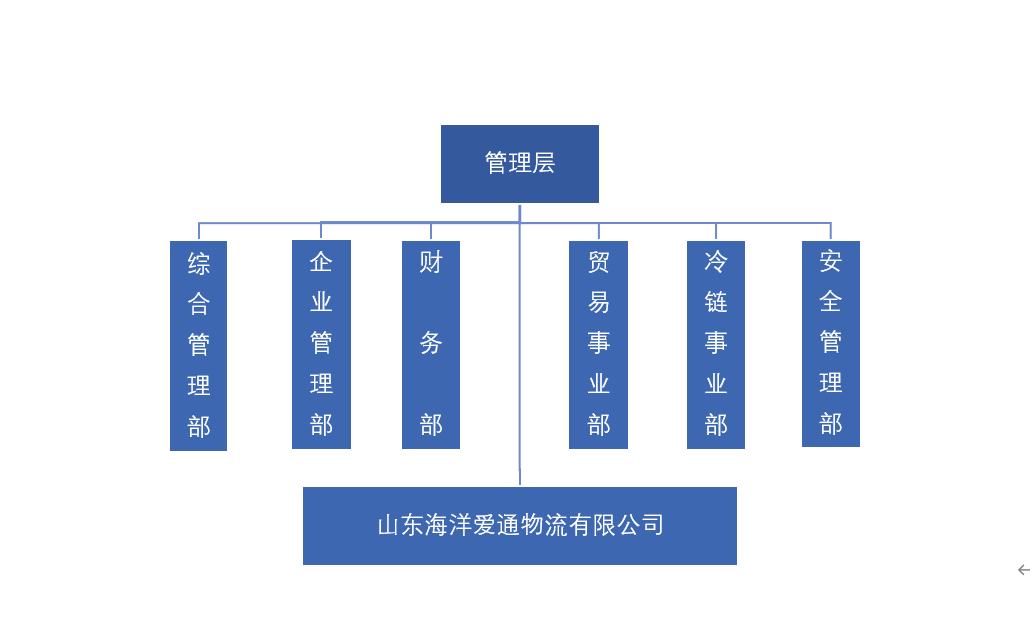 管理层
综合管理部
企业管理部
财务部
贸易事业部
冷链事业部
安全管理部
山东海洋爱通物流有限公司